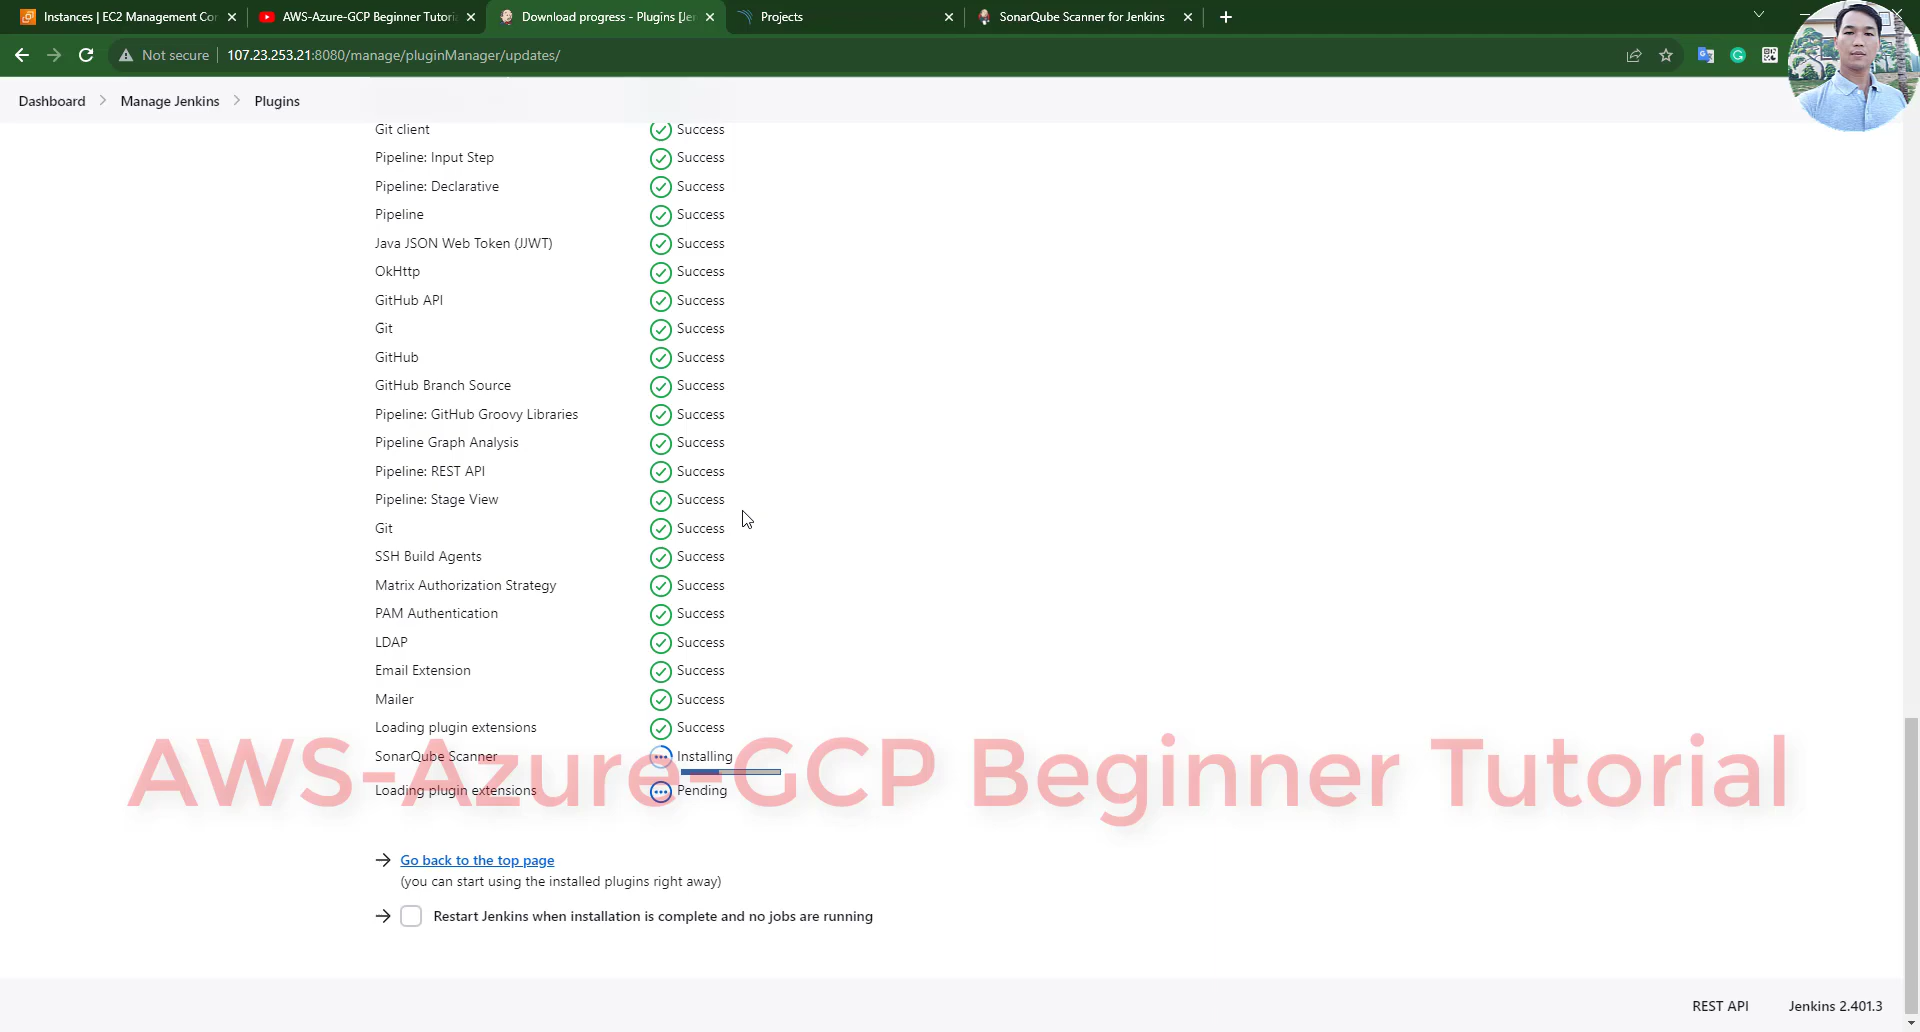 Instances | EC2 Management Cor
AWS-Azure-GCP Beginner Tutoria
Download progress - Plugins [Jer
Projects
SonarQube Scanner for Jenkins
Not secure
107.23.253.21:8080/manage/pluginManager/updates/
Dashboard
Manage Jenkins
Plugins
Git client Success
Pipeline: Input Step Success
Pipeline: Declarative Success
Pipeline Success
Java JSON Web Token (JJWT) Success
OkHttp Success
GitHub API Success
Git Success
GitHub Success
GitHub Branch Source Success
Pipeline: GitHub Groovy Libraries Success
Pipeline Graph Analysis Success
Pipeline: REST API Success
Pipeline: Stage View Success
Git Success
SSH Build Agents Success
Matrix Authorization Strategy Success
PAM Authentication Success
LDAP Success
Email Extension Success
Mailer Success
Loading plugin extensions Success
SonarQube Scanner Installing
AWS-Azure-GCP Beginner Tutorial
Loading plugin extensions Pending
Go back to the top page
(you can start using the installed plugins right away)
Restart Jenkins when installation is complete and no jobs are running
REST API
Jenkins 2.401.3